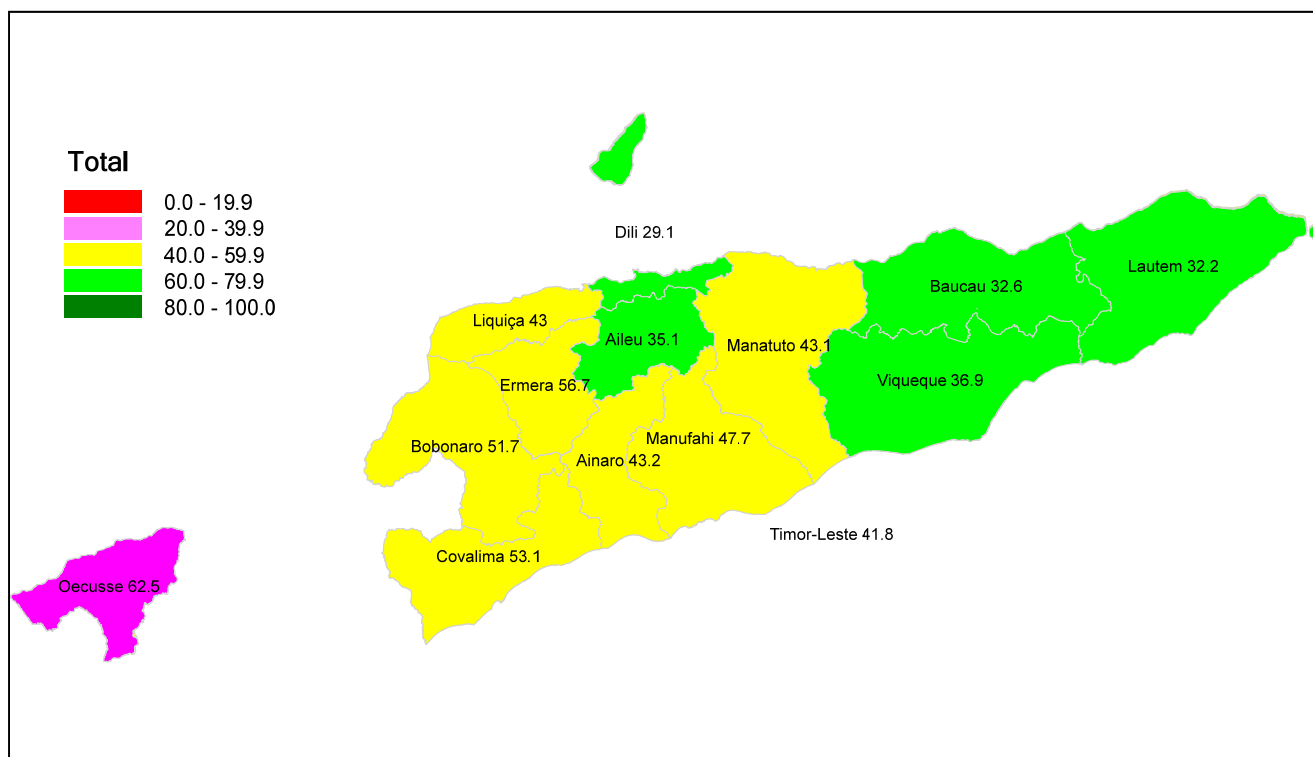 Total
0.0 - 19.9
20.0 - 39.9
40.0 - 59.9
60.0 - 79.9
80.0 - 100.0
Dili 29.1
Lautem 32.2
Baucau 32.6
Liquiça 43
Aileu 35.1
Manatuto 43.1
Viqueque 36.9
Ermera 56.7
Manufahi 47.7
Bobonaro 51.7
Ainaro 43.2
Timor-Leste 41.8
Covalima 53.1
Oecusse 62.5